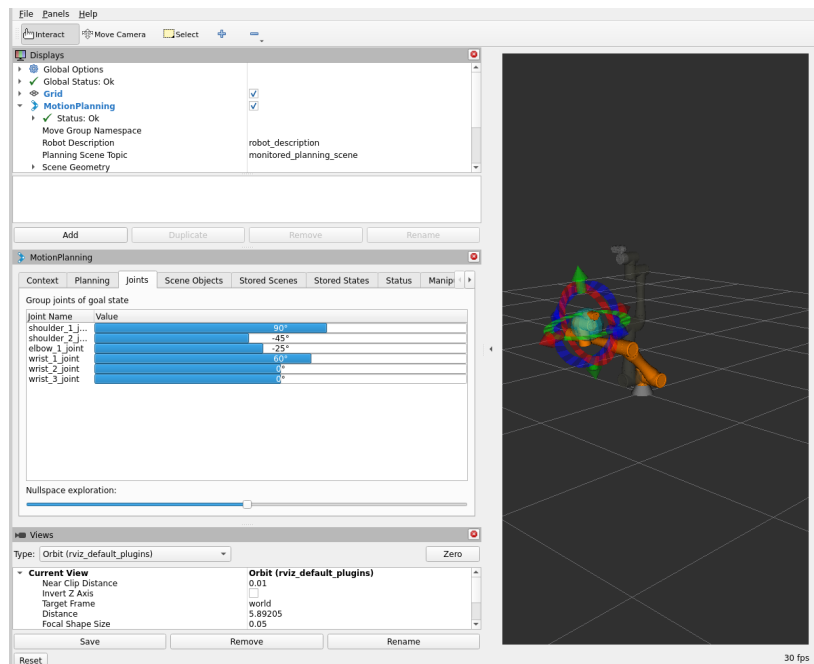 File Panels Help
Interact Move Camera Select
Displays
Global Options
Global Status: Ok
Grid
MotionPlanning
Status: Ok
Move Group Namespace
Robot Description robot_description
Planning Scene Topic monitored_planning_scene
Scene Geometry
Add Duplicate Remove Rename
MotionPlanning
Context Planning Joints Scene Objects Stored Scenes Stored States Status Manip
Group joints of goal state
Joint Name Value
shoulder_1_j... 90°
shoulder_2_j... -45°
elbow_1_joint -25°
wrist_1_joint 60°
wrist_2_joint 0°
wrist_3_joint 0°
Nullspace exploration:
Views
Type: Orbit (rviz_default_plugins) Zero
Current View Orbit (rviz_default_plugins)
Near Clip Distance 0.01
Invert Z Axis
Target Frame world
Distance 5.89205
Focal Shape Size 0.05
Save Remove Rename
Reset 30 fps